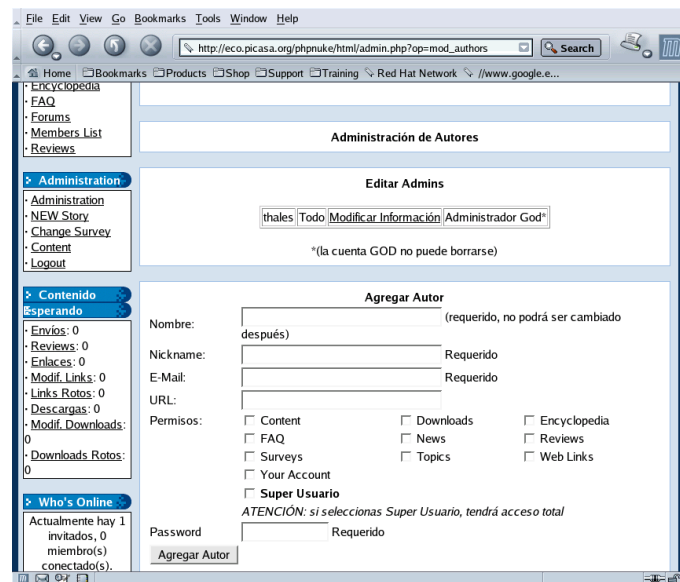 File Edit View Go Bookmarks Tools Window Help
http://eco.picasa.org/phpnuke/html/admin.php?op=mod_authors
Search
Home Bookmarks Products Shop Support Training Red Hat Network //www.google.e...
· Encyclopedia
· FAQ
· Forums
· Members List
· Reviews
Administration
· Administration
· NEW Story
· Change Survey
· Content
· Logout
Contenido
Esperando
· Envíos: 0
· Reviews: 0
· Enlaces: 0
· Modif. Links: 0
· Links Rotos: 0
· Descargas: 0
· Modif. Downloads:
0
· Downloads Rotos:
0
Who's Online
Actualmente hay 1
invitados, 0
miembro(s)
conectado(s).
Administración de Autores
Editar Admins
thales Todo Modificar Información Administrador God*
*(la cuenta GOD no puede borrarse)
Agregar Autor
Nombre: (requerido, no podrá ser cambiado
después)
Nickname: Requerido
E-Mail: Requerido
URL:
Permisos: Content Downloads Encyclopedia
FAQ News Reviews
Surveys Topics Web Links
Your Account
Super Usuario
ATENCIÓN: si seleccionas Super Usuario, tendrá acceso total
Password Requerido
Agregar Autor